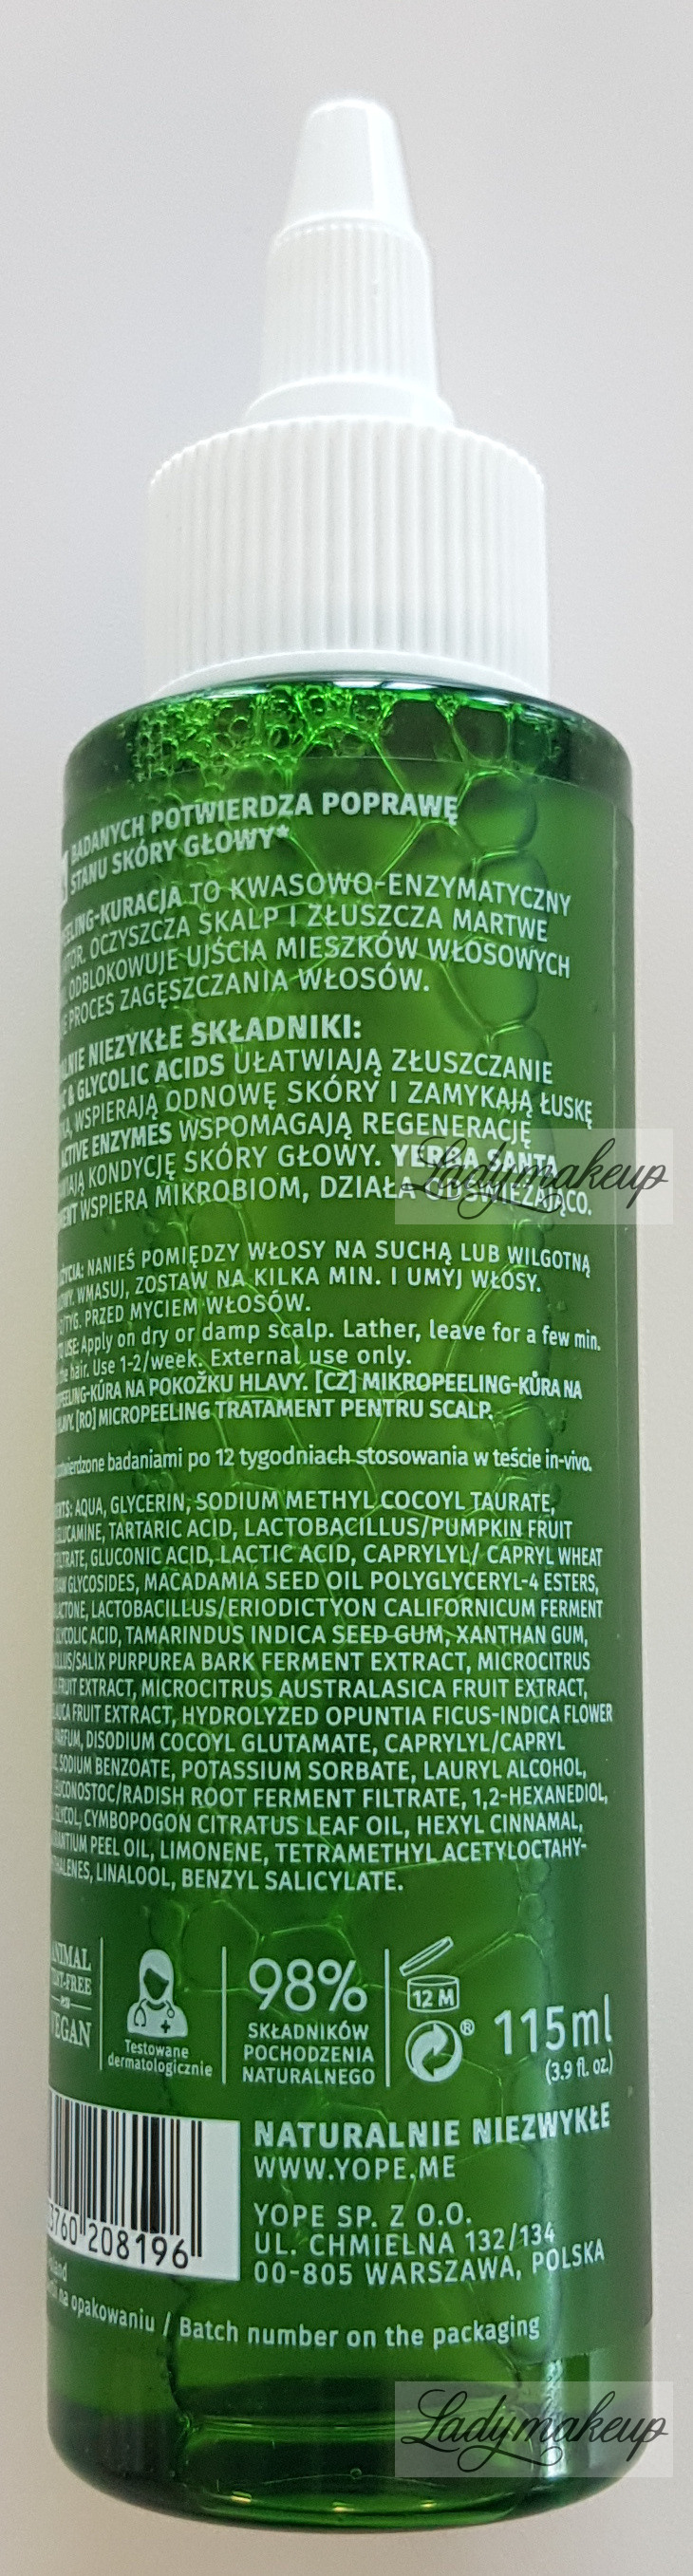 BADANYCH POTWIERDZA POPRAWĘ
STANU SKÓRY GŁOWY*
PEELING-KURACJA TO KWASOWO-ENZYMATYCZNY
OCZYSZCZA SKALP I ZŁUSZCZA MARTWE
ODBLOKOWUJE UJŚCIA MIESZKÓW WŁOSOWYCH
PROCES ZAGĘSZCZANIA WŁOSÓW.
NIEZYKŁE SKŁADNIKI:
& GLYCOLIC ACIDS UŁATWIAJĄ ZŁUSZCZANIE
WSPIERAJĄ ODNOWĘ SKÓRY I ZAMYKAJĄ ŁUSKĘ
ACTIVE ENZYMES WSPOMAGAJĄ REGENERACJĘ
KONDYCJĘ SKÓRY GŁOWY. YERBA SANTA
WSPIERA MIKROBIOM, DZIAŁA ODŚWIEŻAJĄCO.
Ladymakeup
NANIEŚ POMIĘDZY WŁOSY NA SUCHĄ LUB WILGOTNĄ
WMASUJ, ZOSTAW NA KILKA MIN. I UMYJ WŁOSY.
PRZED MYCIEM WŁOSÓW.
USE: Apply on dry or damp scalp. Lather, leave for a few min.
the hair. Use 1-2/week. External use only.
PEELING-KŮRA NA POKOŽKU HLAVY. [CZ] MIKROPEELING-KŮRA NA
[RO] MICROPEELING TRATAMENT PENTRU SCALP.
badaniami po 12 tygodniach stosowania w teście in-vivo.
AQUA, GLYCERIN, SODIUM METHYL COCOYL TAURATE,
TARTARIC ACID, LACTOBACILLUS/PUMPKIN FRUIT
GLUCONIC ACID, LACTIC ACID, CAPRYLYL/ CAPRYL WHEAT
GLYCOSIDES, MACADAMIA SEED OIL POLYGLYCERYL-4 ESTERS,
LACTOBACILLUS/ERIODICTYON CALIFORNICUM FERMENT
GLYCOLIC ACID, TAMARINDUS INDICA SEED GUM, XANTHAN GUM,
SALIX PURPUREA BARK FERMENT EXTRACT, MICROCITRUS
FRUIT EXTRACT, MICROCITRUS AUSTRALASICA FRUIT EXTRACT,
FRUIT EXTRACT, HYDROLYZED OPUNTIA FICUS-INDICA FLOWER
PARFUM, DISODIUM COCOYL GLUTAMATE, CAPRYLYL/CAPRYL
SODIUM BENZOATE, POTASSIUM SORBATE, LAURYL ALCOHOL,
LEUCONOSTOC/RADISH ROOT FERMENT FILTRATE, 1,2-HEXANEDIOL,
CYMBOPOGON CITRATUS LEAF OIL, HEXYL CINNAMAL,
PEEL OIL, LIMONENE, TETRAMETHYL ACETYLOCTAHY-
LINALOOL, BENZYL SALICYLATE.
ANIMAL
VEGAN
Testowane
dermatologicznie
98%
SKŁADNIKÓW
POCHODZENIA
NATURALNEGO
12 M
®
115ml
(3.9 fl. oz.)
NATURALNIE NIEZWYKŁE
WWW.YOPE.ME
YOPE SP. Z O.O.
UL. CHMIELNA 132/134
00-805 WARSZAWA, POLSKA
3760 208196
na opakowaniu / Batch number on the packaging
Ladymakeup